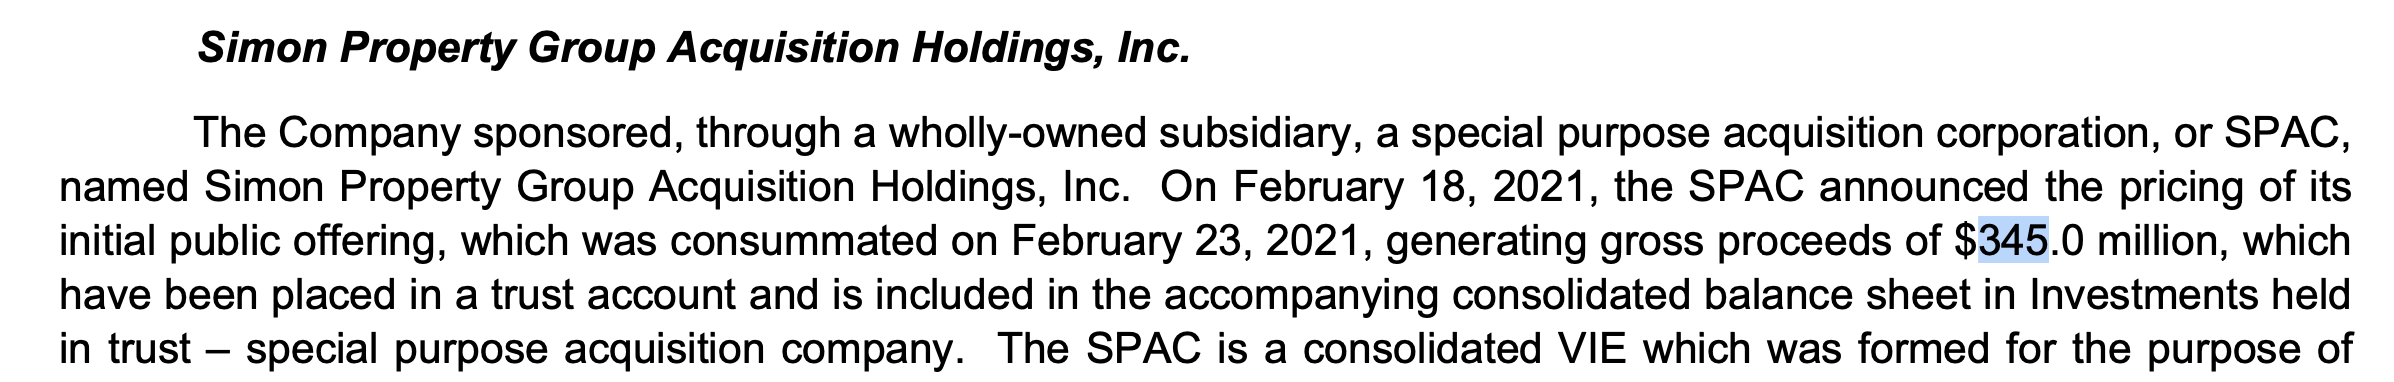 Simon Property Group Acquisition Holdings, Inc.
The Company sponsored, through a wholly-owned subsidiary, a special purpose acquisition corporation, or SPAC,
named Simon Property Group Acquisition Holdings, Inc.  On February 18, 2021, the SPAC announced the pricing of its
initial public offering, which was consummated on February 23, 2021, generating gross proceeds of $345.0 million, which
have been placed in a trust account and is included in the accompanying consolidated balance sheet in Investments held
in trust – special purpose acquisition company.  The SPAC is a consolidated VIE which was formed for the purpose of